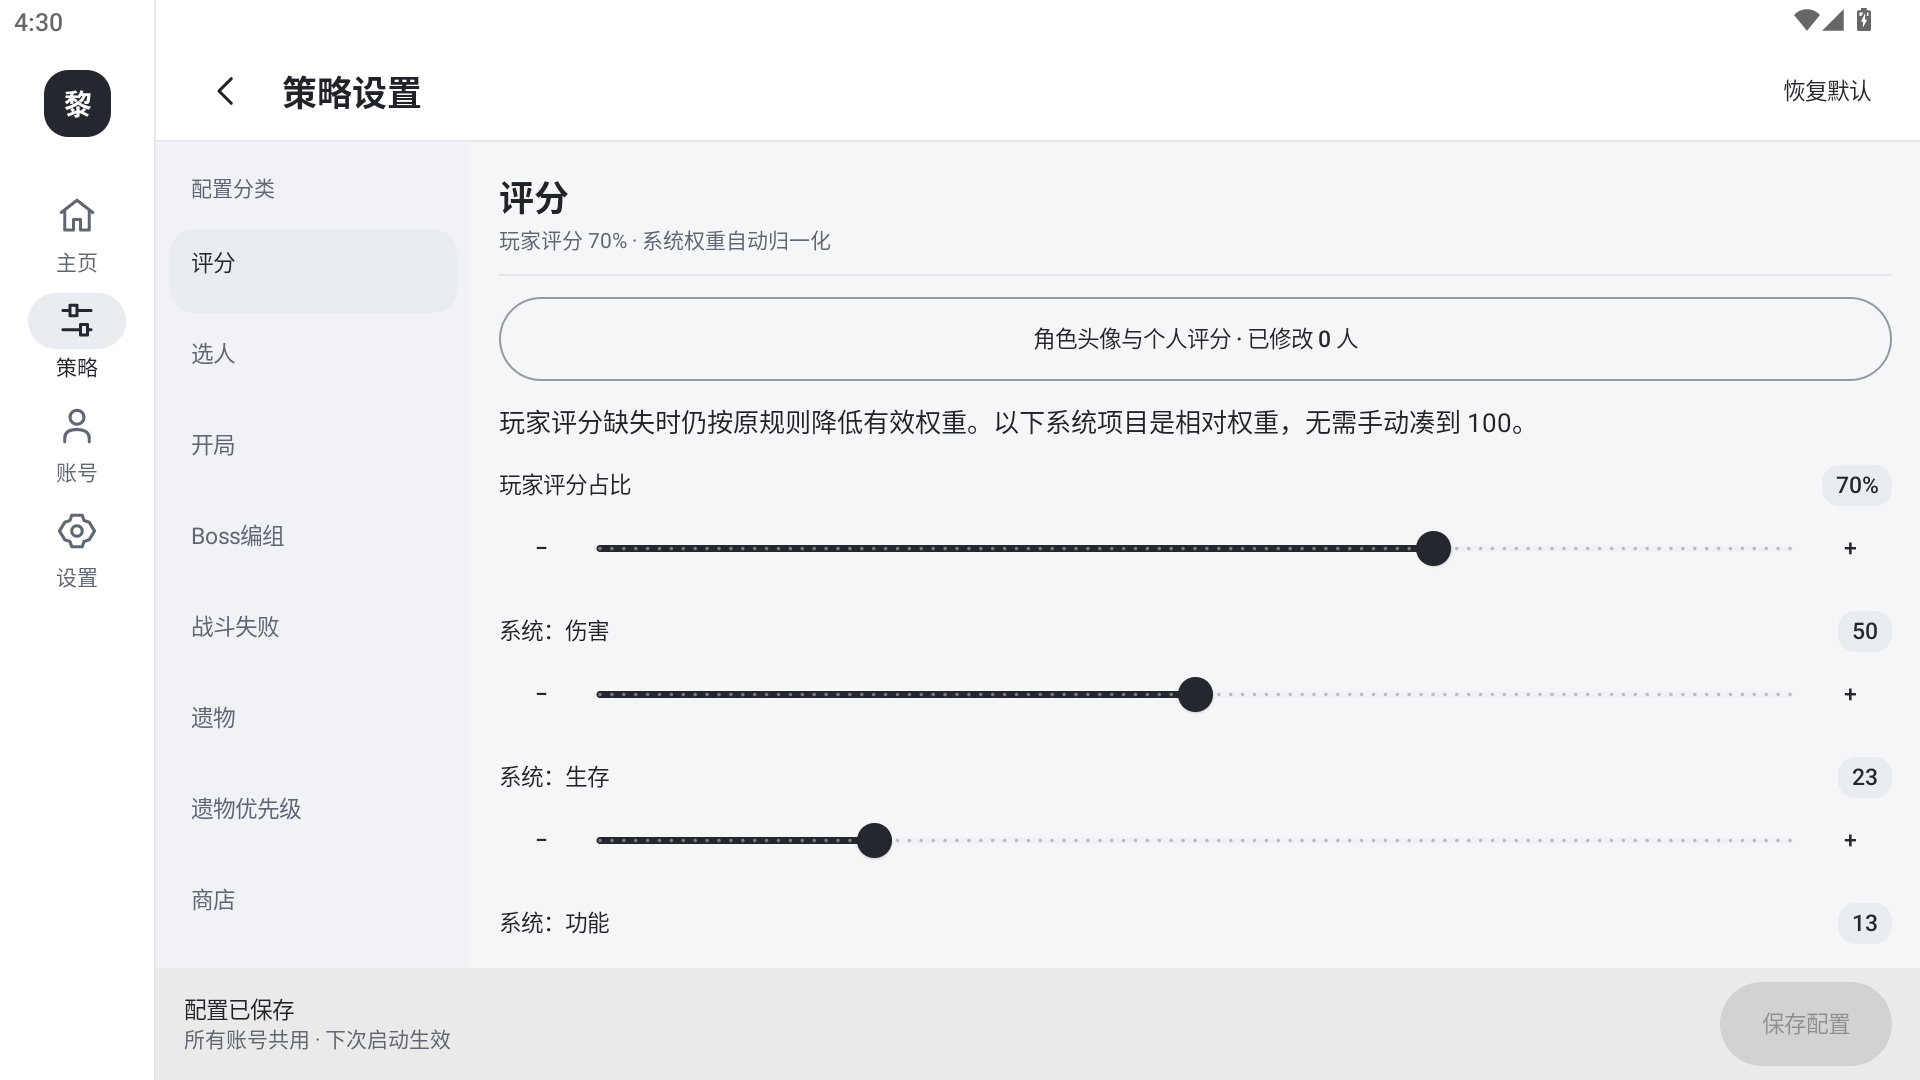 4:30
黎
主页
策略
账号
设置
策略设置
恢复默认
配置分类
评分
选人
开局
Boss编组
战斗失败
遗物
遗物优先级
商店
评分
玩家评分 70% · 系统权重自动归一化
角色头像与个人评分 · 已修改 0 人
玩家评分缺失时仍按原规则降低有效权重。以下系统项目是相对权重，无需手动凑到 100。
玩家评分占比
70%
−
+
系统：伤害
50
−
+
系统：生存
23
−
+
系统：功能
13
配置已保存
所有账号共用 · 下次启动生效
保存配置